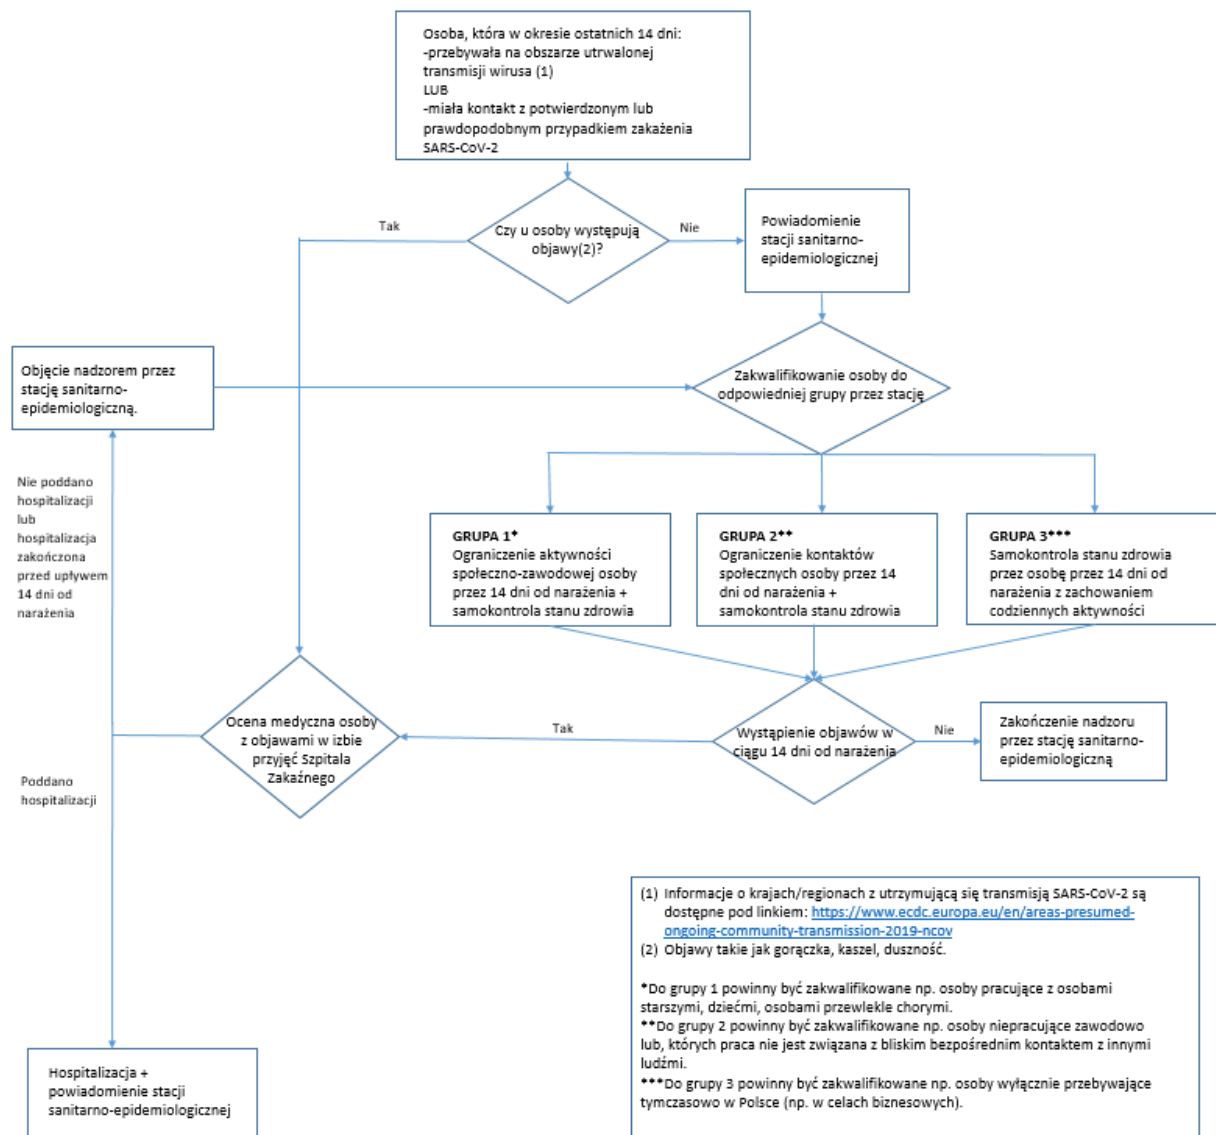 Osoba, która w okresie ostatnich 14 dni:
-przebywała na obszarze utrwalonej
transmisji wirusa (1)
LUB
-miała kontakt z potwierdzonym lub
prawdopodobnym przypadkiem zakażenia
SARS-CoV-2
Tak
Czy u osoby występują
objawy(2)?
Nie
Powiadomienie
stacji sanitarno-
epidemiologicznej
Objęcie nadzorem przez
stację sanitarno-
epidemiologiczną.
Zakwalifikowanie osoby do
odpowiedniej grupy przez stację
Nie poddano
hospitalizacji
lub
hospitalizacja
zakończona
przed upływem
14 dni od
narażenia
GRUPA 1*
Ograniczenie aktywności
społeczno-zawodowej osoby
przez 14 dni od narażenia +
samokontrola stanu zdrowia
GRUPA 2**
Ograniczenie kontaktów
społecznych osoby przez 14
dni od narażenia +
samokontrola stanu zdrowia
GRUPA 3***
Samokontrola stanu zdrowia
przez osobę przez 14 dni od
narażenia z zachowaniem
codziennych aktywności
Ocena medyczna osoby
z objawami w izbie
przyjęć Szpitala
Zakaźnego
Tak
Wystąpienie objawów w
ciągu 14 dni od narażenia
Nie
Zakończenie nadzoru
przez stację sanitarno-
epidemiologiczną
Poddano
hospitalizacji
Hospitalizacja +
powiadomienie stacji
sanitarno-epidemiologicznej
(1) Informacje o krajach/regionach z utrzymującą się transmisją SARS-CoV-2 są
dostępne pod linkiem: https://www.ecdc.europa.eu/en/areas-presumed-
ongoing-community-transmission-2019-ncov
(2) Objawy takie jak gorączka, kaszel, duszność.
*Do grupy 1 powinny być zakwalifikowane np. osoby pracujące z osobami
starszymi, dziećmi, osobami przewlekle chorymi.
**Do grupy 2 powinny być zakwalifikowane np. osoby niepracujące zawodowo
lub, których praca nie jest związana z bliskim bezpośrednim kontaktem z innymi
ludźmi.
***Do grupy 3 powinny być zakwalifikowane np. osoby wyłącznie przebywające
tymczasowo w Polsce (np. w celach biznesowych).